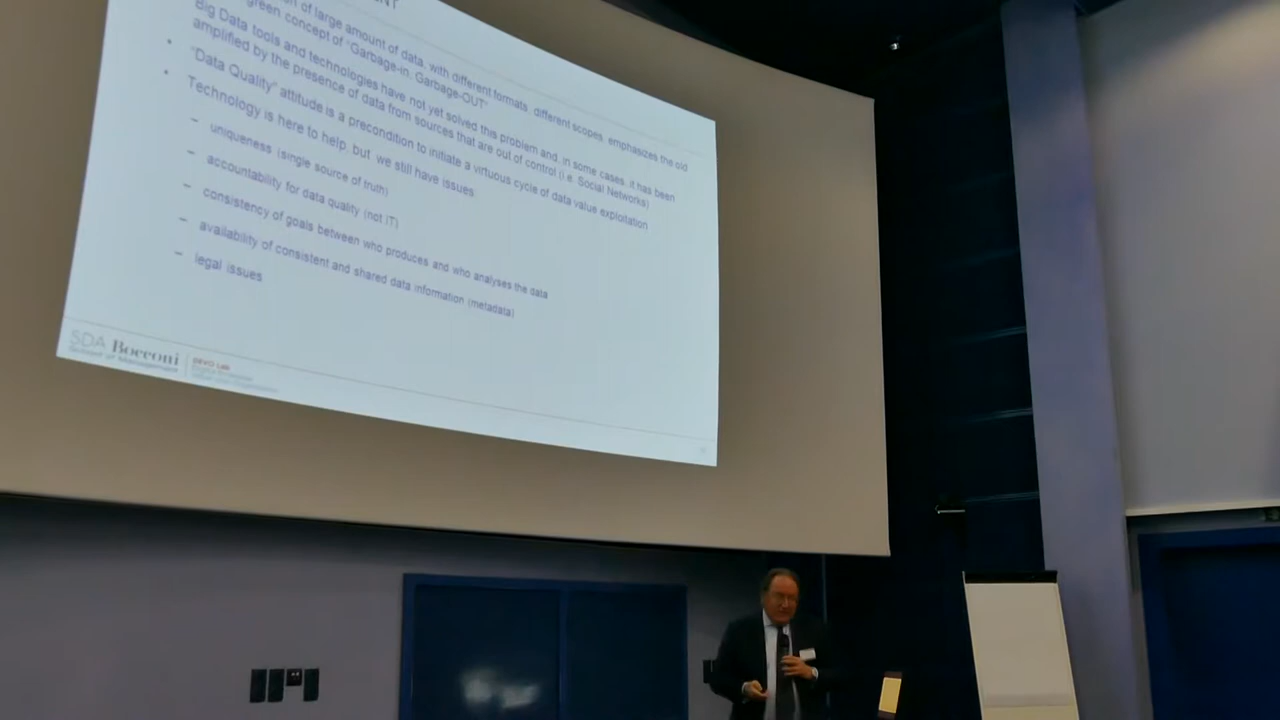 NT
of large amount of data, with different formats, different scopes, emphasizes the old
green concept of "Garbage-in, Garbage-OUT"
Big Data tools and technologies have not yet solved this problem and, in some cases, it has been
amplified by the presence of data from sources that are out of control (i.e. Social Networks)
• "Data Quality" attitude is a precondition to initiate a virtuous cycle of data value exploitation
• Technology is here to help, but we still have issues:
– uniqueness (single source of truth)
– accountability for data quality (not IT)
– consistency of goals between who produces and who analyses the data
– availability of consistent and shared data information (metadata)
– legal issues
SDA Bocconi
School of Management
DEVO Lab